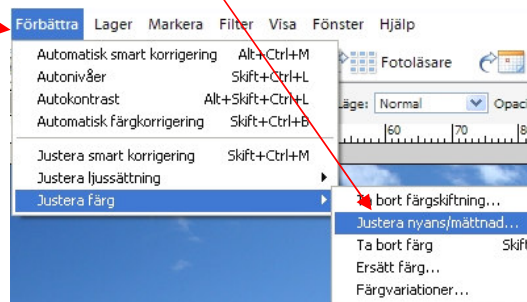 Förbättra Lager Markera Filter Visa Fönster Hjälp
Automatisk smart korrigering Alt+Ctrl+M
Autonivåer Skift+Ctrl+L
Autokontrast Alt+Skift+Ctrl+L
Automatisk färgkorrigering Skift+Ctrl+B
Justera smart korrigering Skift+Ctrl+M
Justera ljussättning
Justera färg
Fotoläsare
Läge: Normal Opaci
60 70 8
Ta bort färgskiftning...
Justera nyans/mättnad...
Ta bort färg Skift
Ersätt färg...
Färgvariationer...